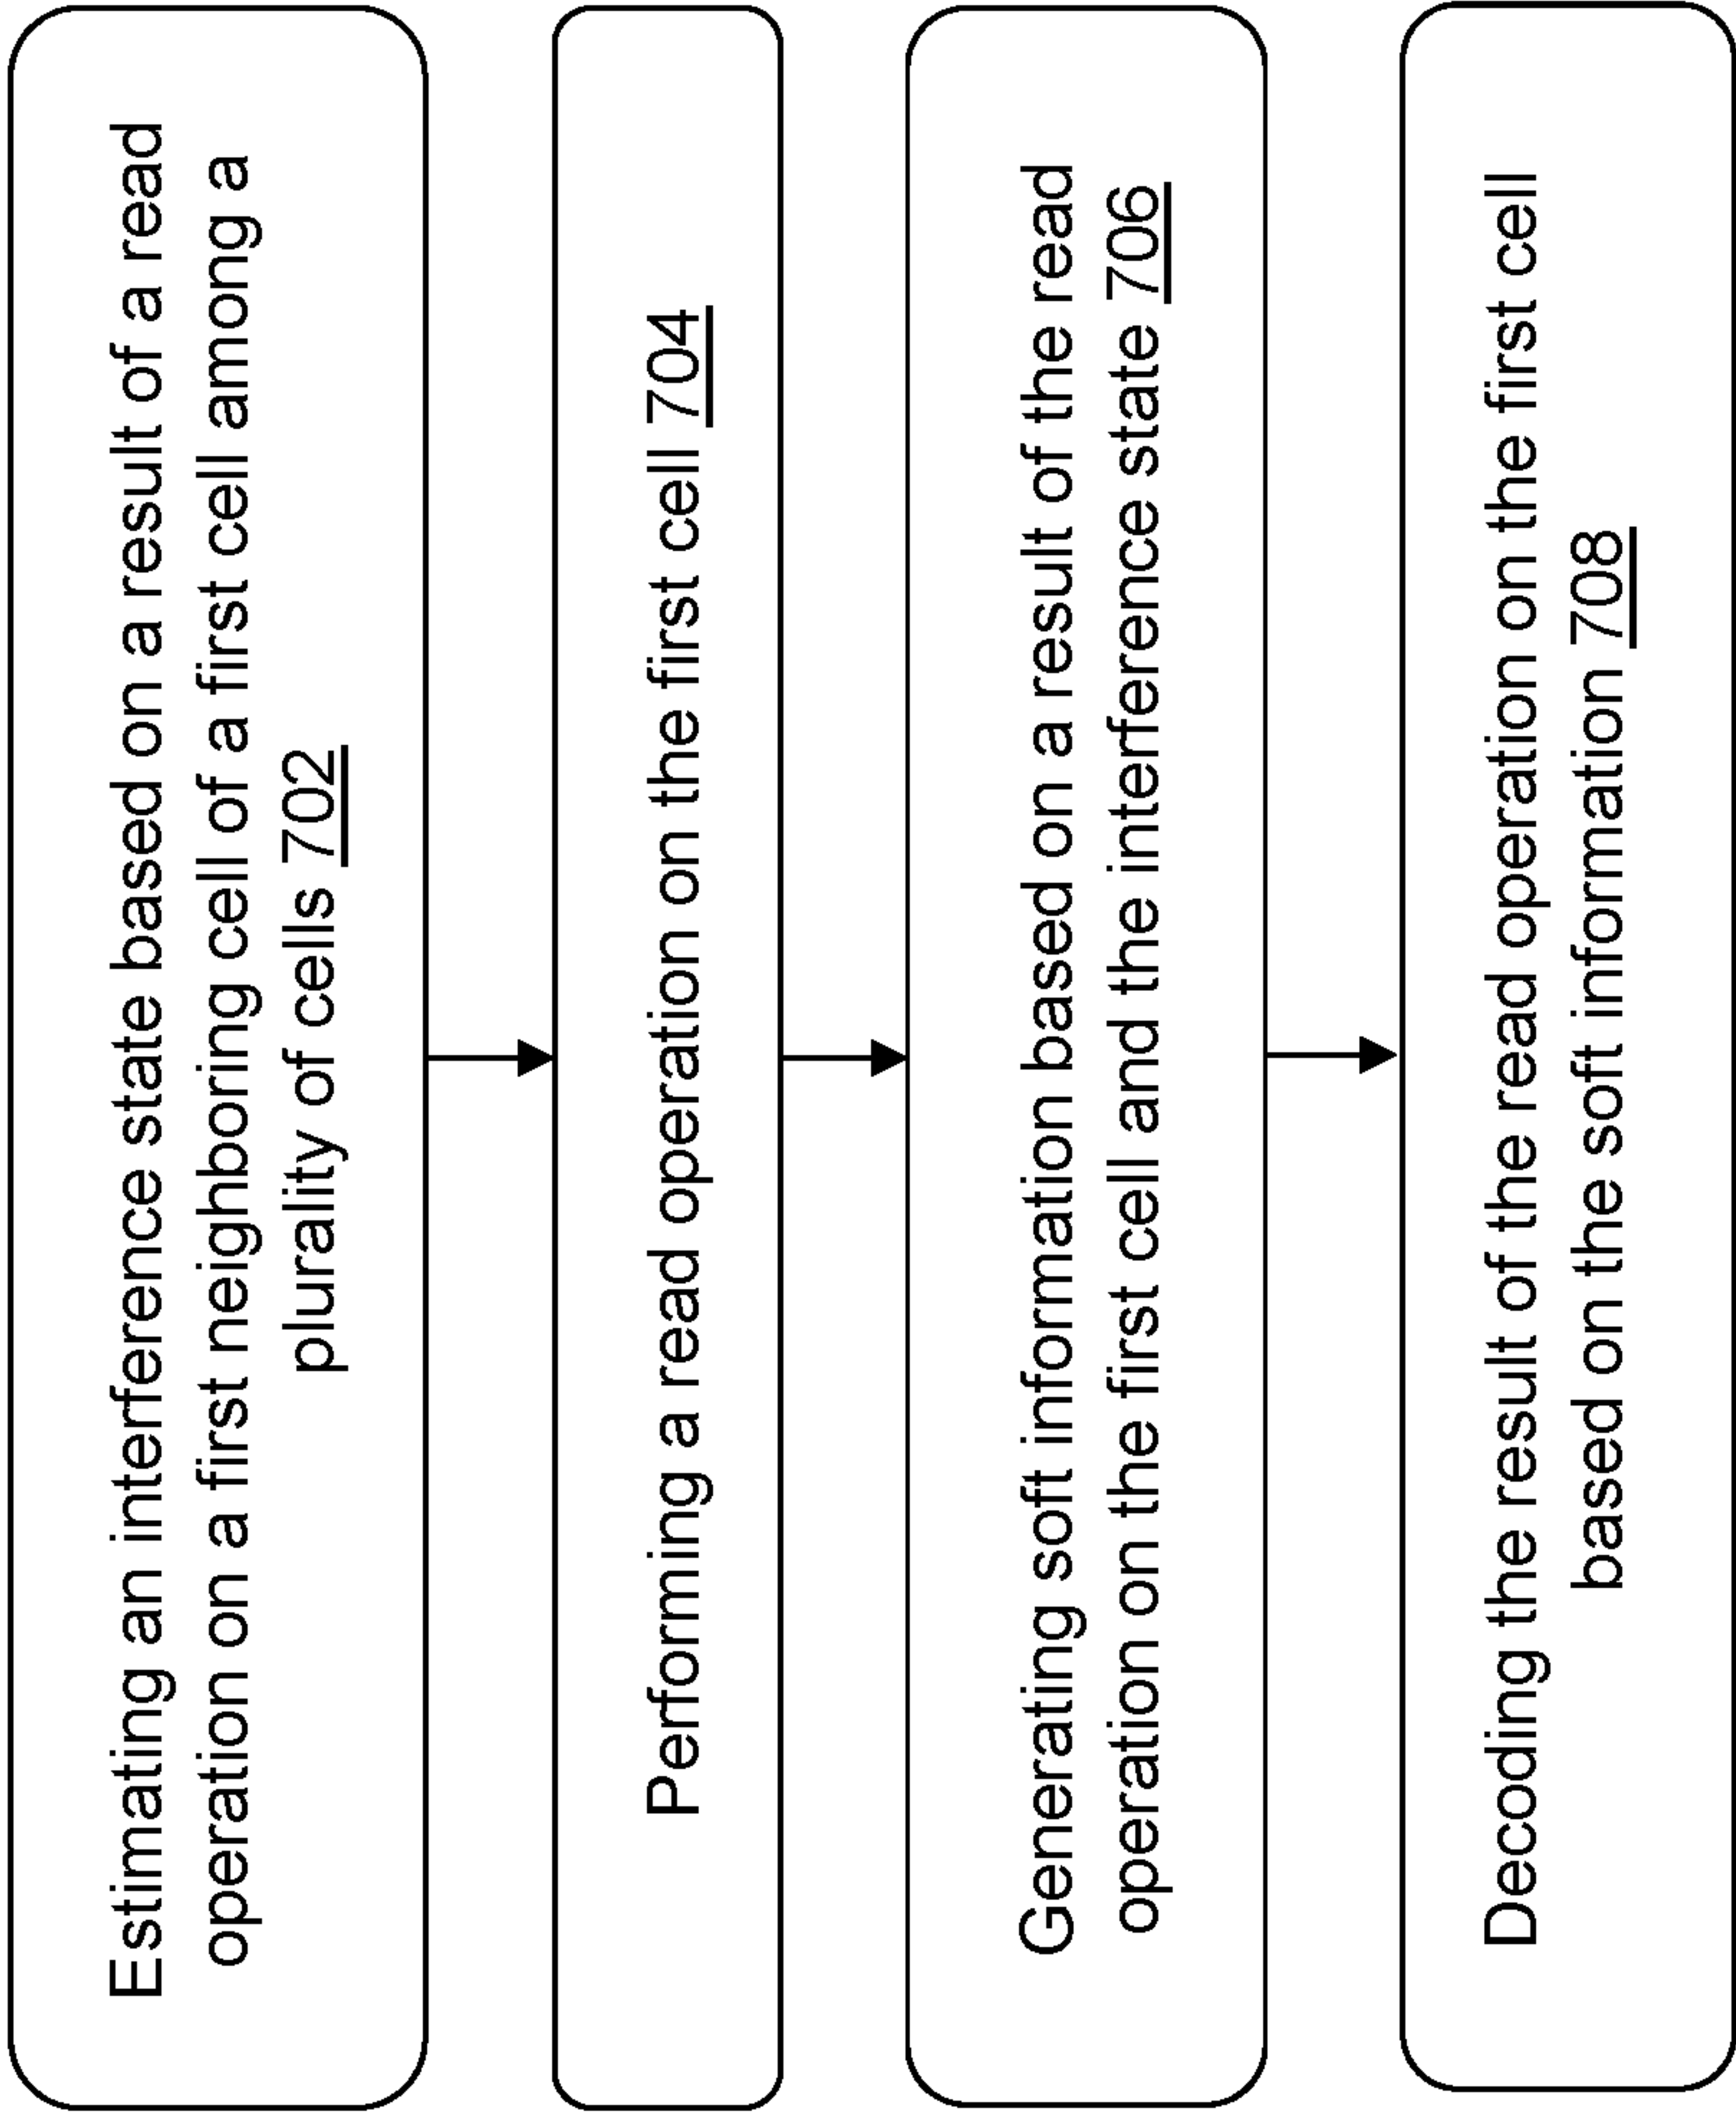 Estimating an interference state based on a result of a read
operation on a first neighboring cell of a first cell among a
plurality of cells 702
Performing a read operation on the first cell 704
Generating soft information based on a result of the read
operation on the first cell and the interference state 706
Decoding the result of the read operation on the first cell
based on the soft information 708